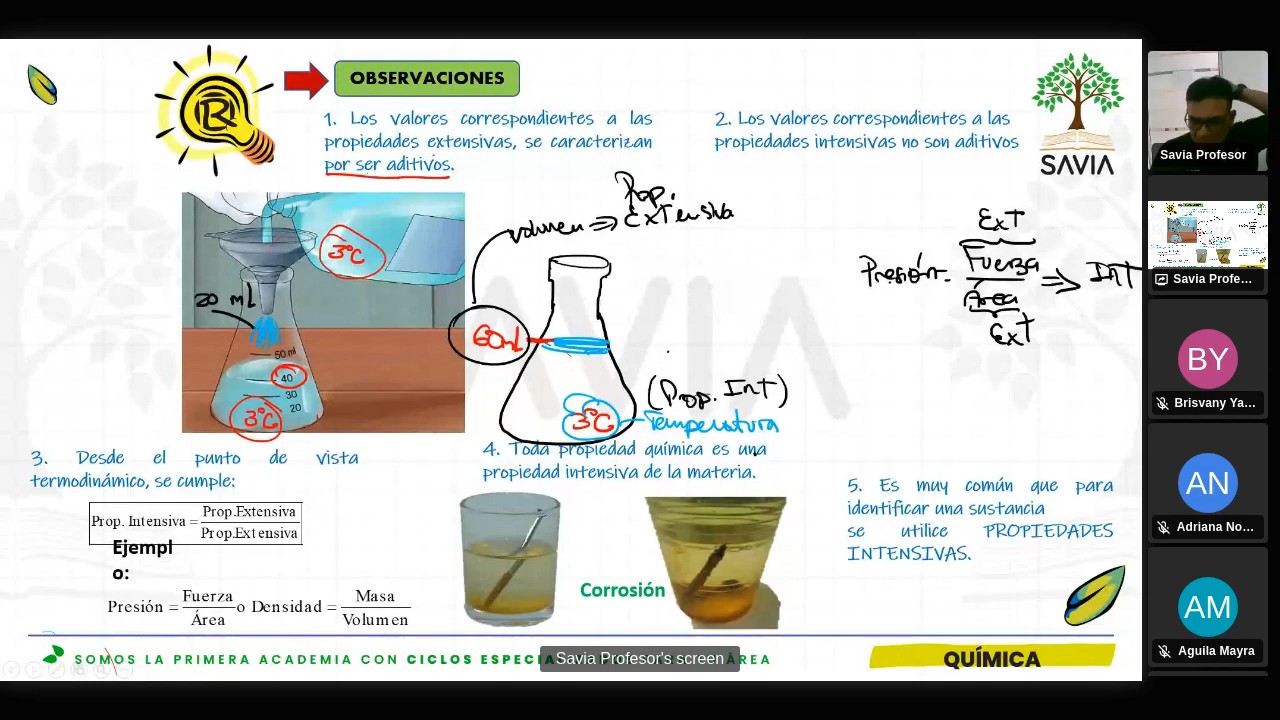 OBSERVACIONES
1. Los valores correspondientes a las
propiedades extensivas, se caracterizan
por ser aditivos.
2. Los valores correspondientes a las
propiedades intensivas no son aditivos
SAVIA
Savia Profesor
Prop.
Extensiva
volumen ⇒
3°C
20 mL
50 ml
40
30
20
3°C
60mL
(Prop. Int)
3°C
Temperatura
Ext
Presión = Fuerza ⇒ Int
Área
Ext
3. Desde el punto de vista
termodinámico, se cumple:
Prop. Intensiva = Prop.Extensiva
Prop.Extensiva
Ejempl
o:
Presión = Fuerza o Densidad = Masa
Área Volumen
4. Toda propiedad química es una
propiedad intensiva de la materia.
Corrosión
5. Es muy común que para
identificar una sustancia
se utilice PROPIEDADES
INTENSIVAS.
SOMOS LA PRIMERA ACADEMIA CON CICLOS ESPECIA
ÁREA
Savia Profesor's screen
QUÍMICA
Savia Profe...
BY
Brisvany Ya...
AN
Adriana No...
AM
Aguila Mayra